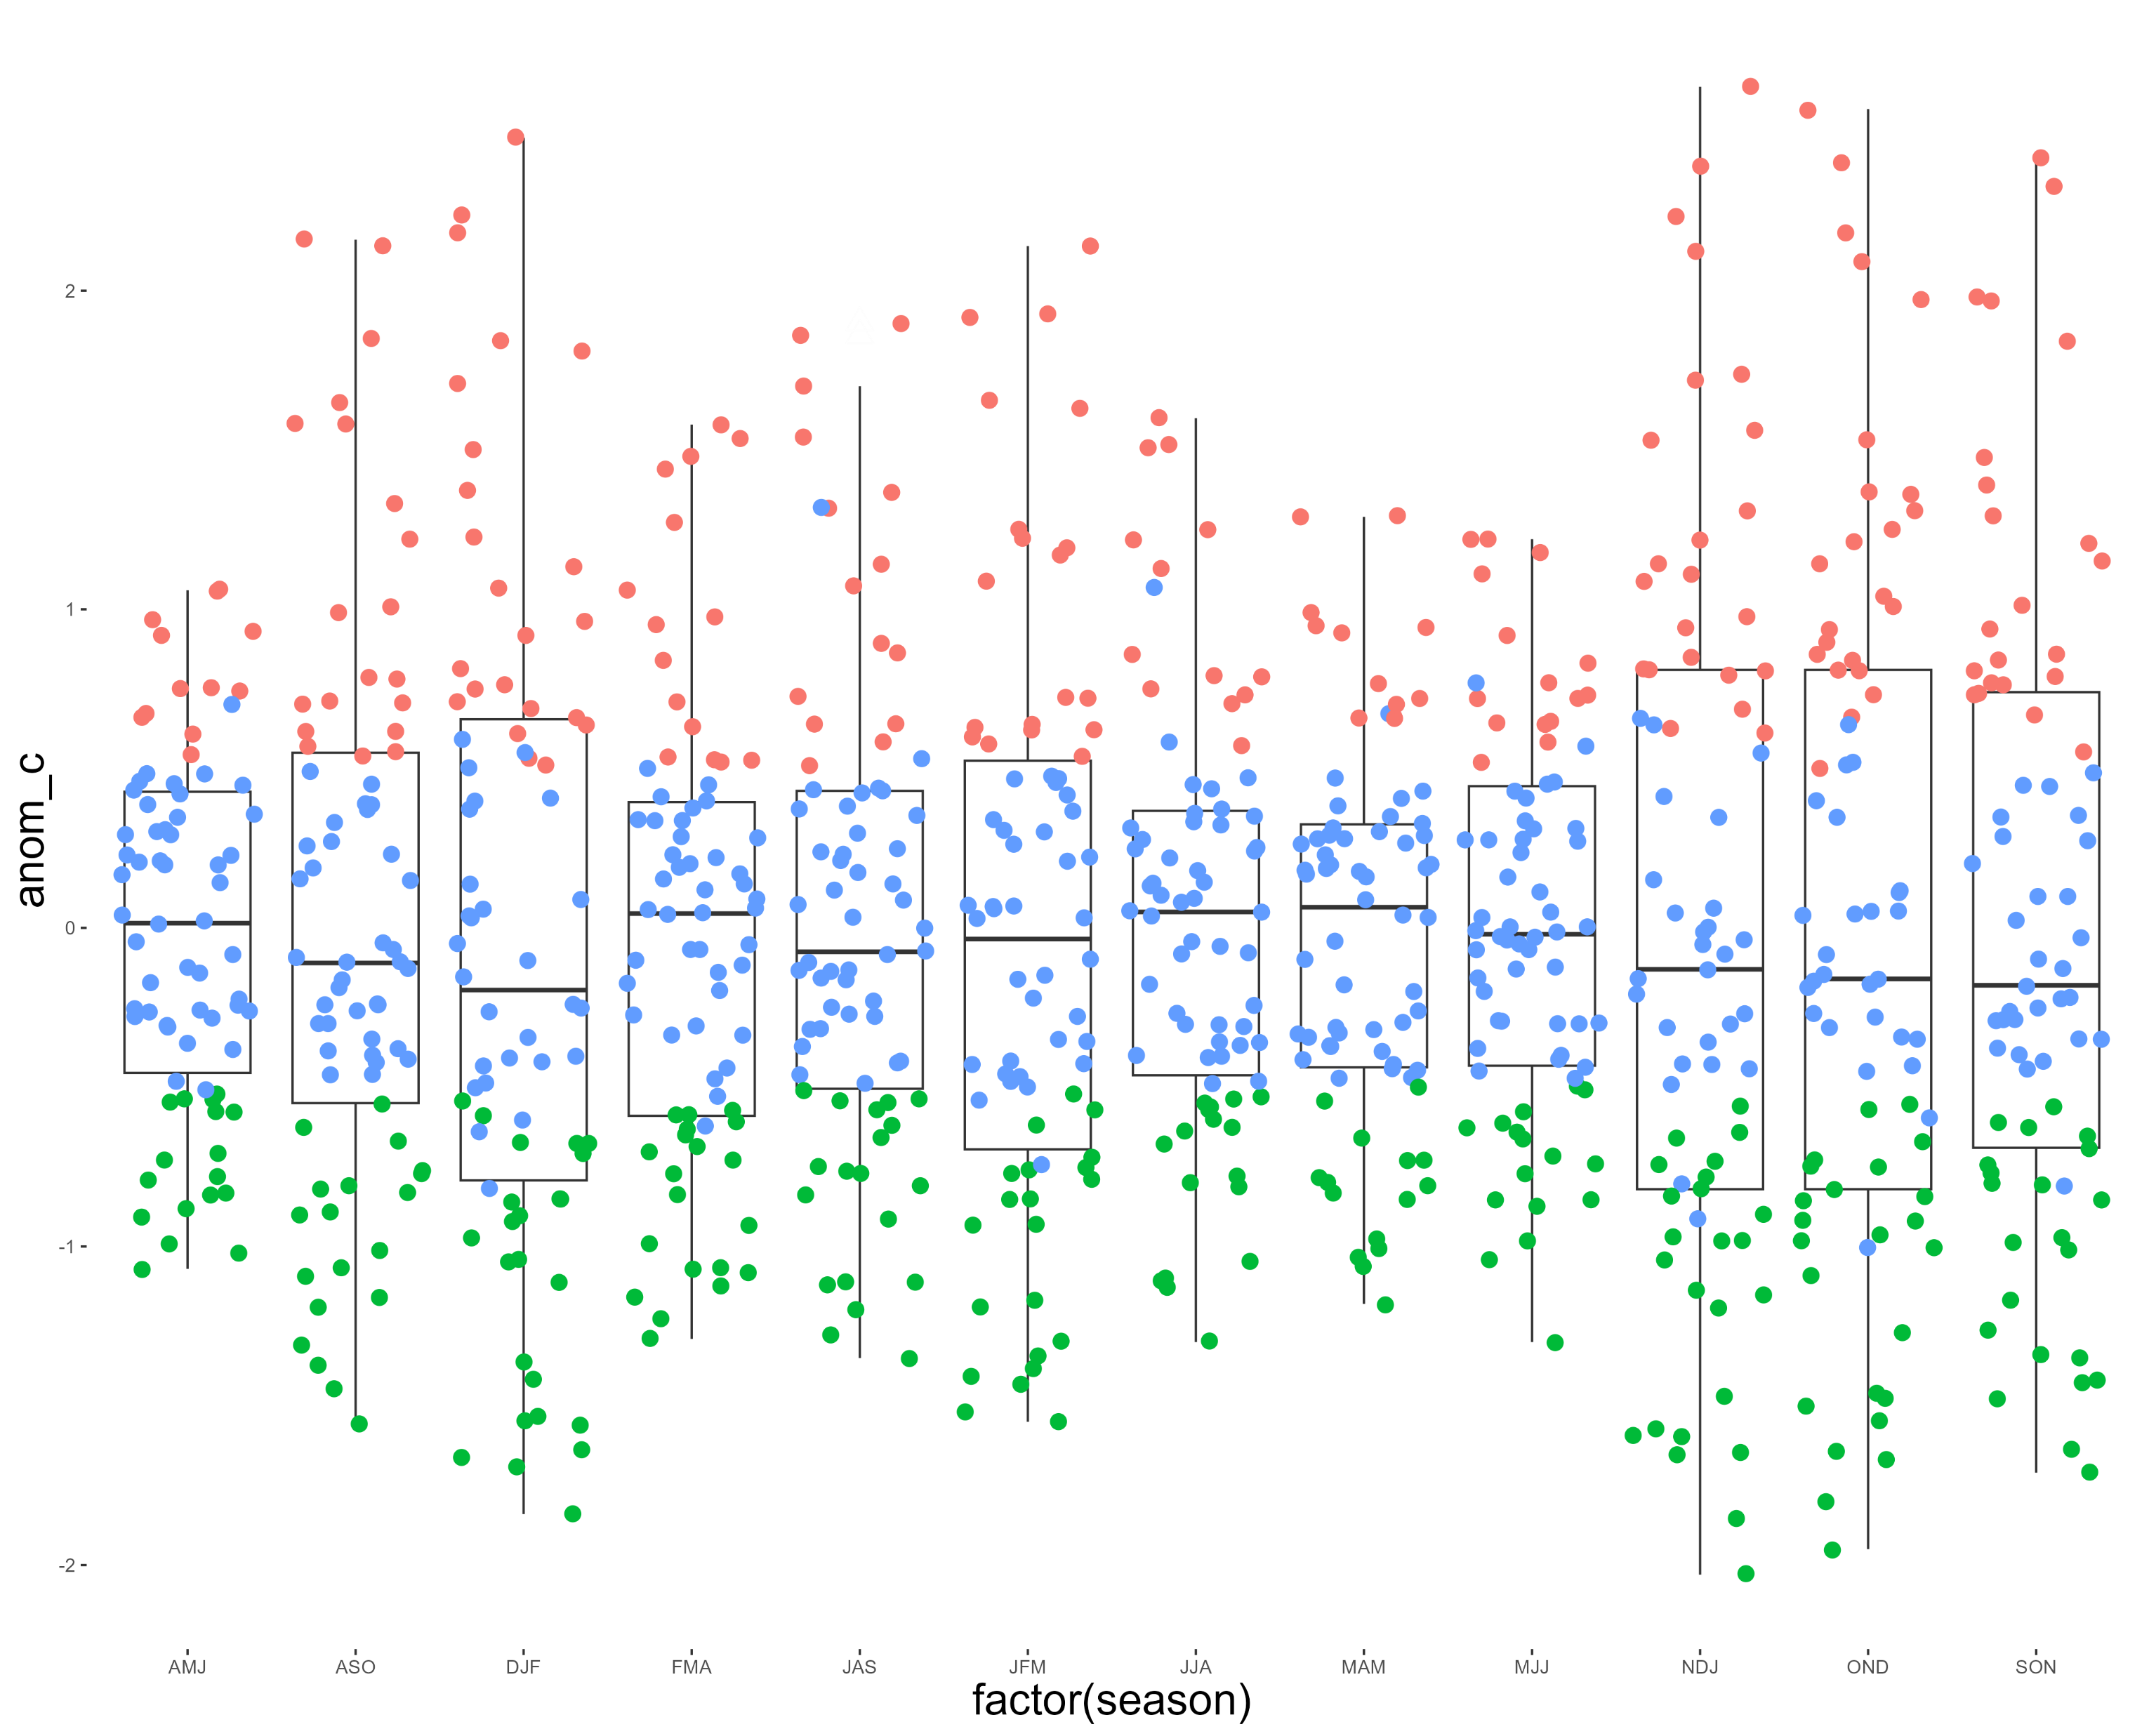 anom_c
2
1
0
-1
-2
AMJ ASO DJF FMA JAS JFM JJA MAM MJJ NDJ OND SON
factor(season)